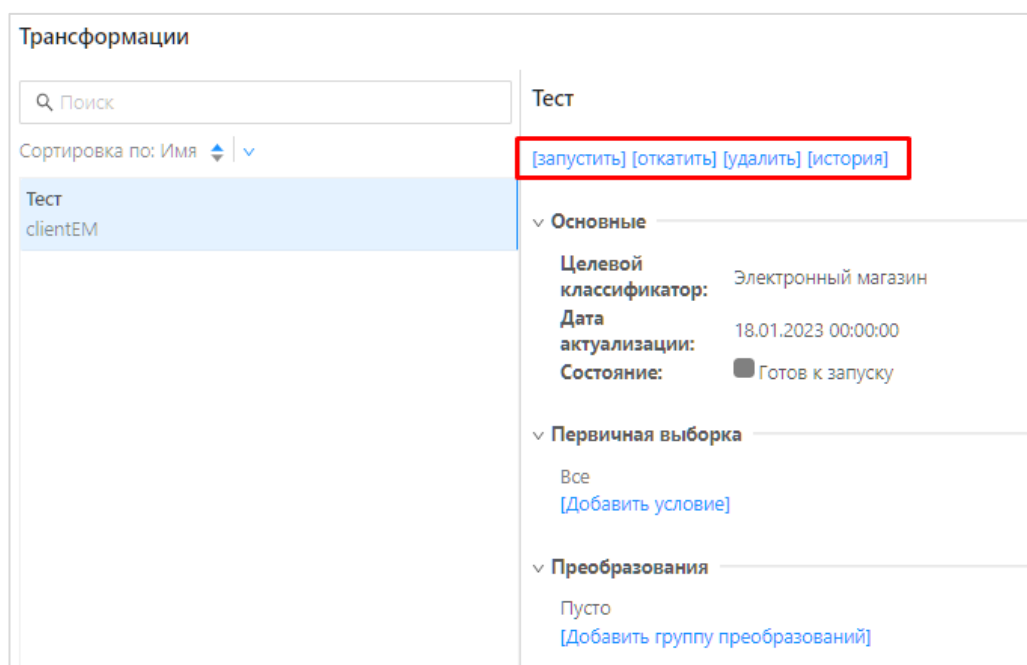 Трансформации
Поиск
Сортировка по: Имя
Тест
clientEM
Тест
[запустить] [откатить] [удалить] [история]
Основные
Целевой
классификатор:
Электронный магазин
Дата
актуализации:
18.01.2023 00:00:00
Состояние:
Готов к запуску
Первичная выборка
Все
[Добавить условие]
Преобразования
Пусто
[Добавить группу преобразований]